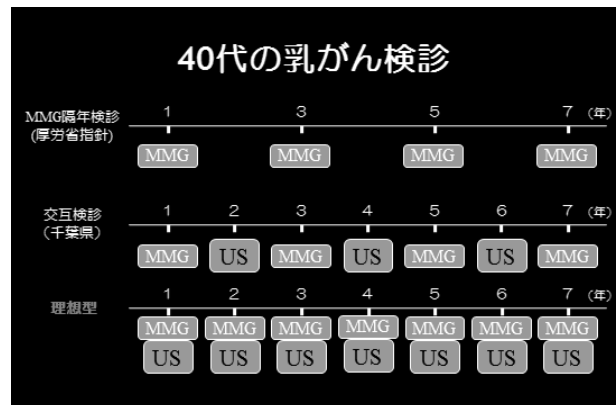 40代の乳がん検診
MMG隔年検診
(厚労省指針)
1 3 5 7 (年)
MMG MMG MMG MMG
交互検診
(千葉県)
1 2 3 4 5 6 7 (年)
MMG US MMG US MMG US MMG
理想型
1 2 3 4 5 6 7 (年)
MMG MMG MMG MMG MMG MMG MMG
US US US US US US US